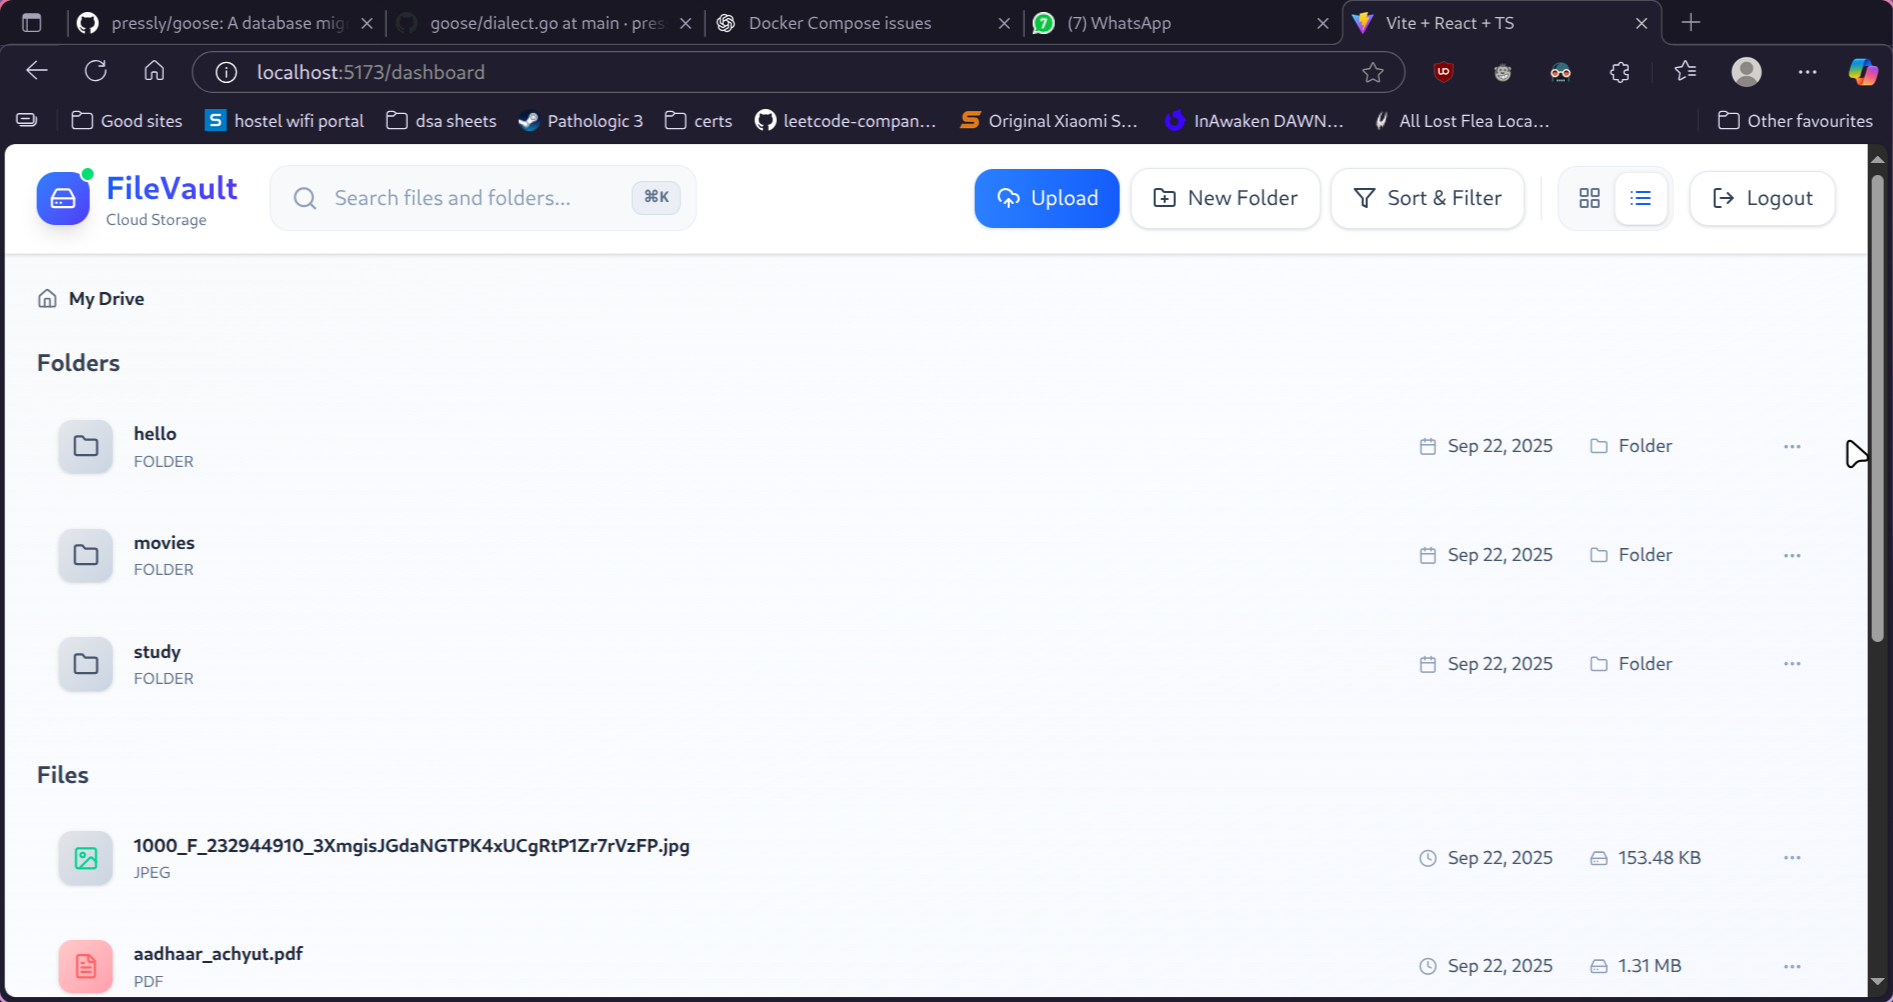 pressly/goose: A database mig
goose/dialect.go at main · pres
Docker Compose issues
(7) WhatsApp
Vite + React + TS
localhost:5173/dashboard
Good sites
hostel wifi portal
dsa sheets
Pathologic 3
certs
leetcode-compan...
Original Xiaomi S...
InAwaken DAWN...
All Lost Flea Loca...
Other favourites
FileVault
Cloud Storage
Search files and folders...
⌘K
Upload
New Folder
Sort & Filter
Logout
My Drive
Folders
hello
FOLDER
Sep 22, 2025
Folder
movies
FOLDER
Sep 22, 2025
Folder
study
FOLDER
Sep 22, 2025
Folder
Files
1000_F_232944910_3XmgisJGdaNGTPK4xUCgRtP1Zr7rVzFP.jpg
JPEG
Sep 22, 2025
153.48 KB
aadhaar_achyut.pdf
PDF
Sep 22, 2025
1.31 MB